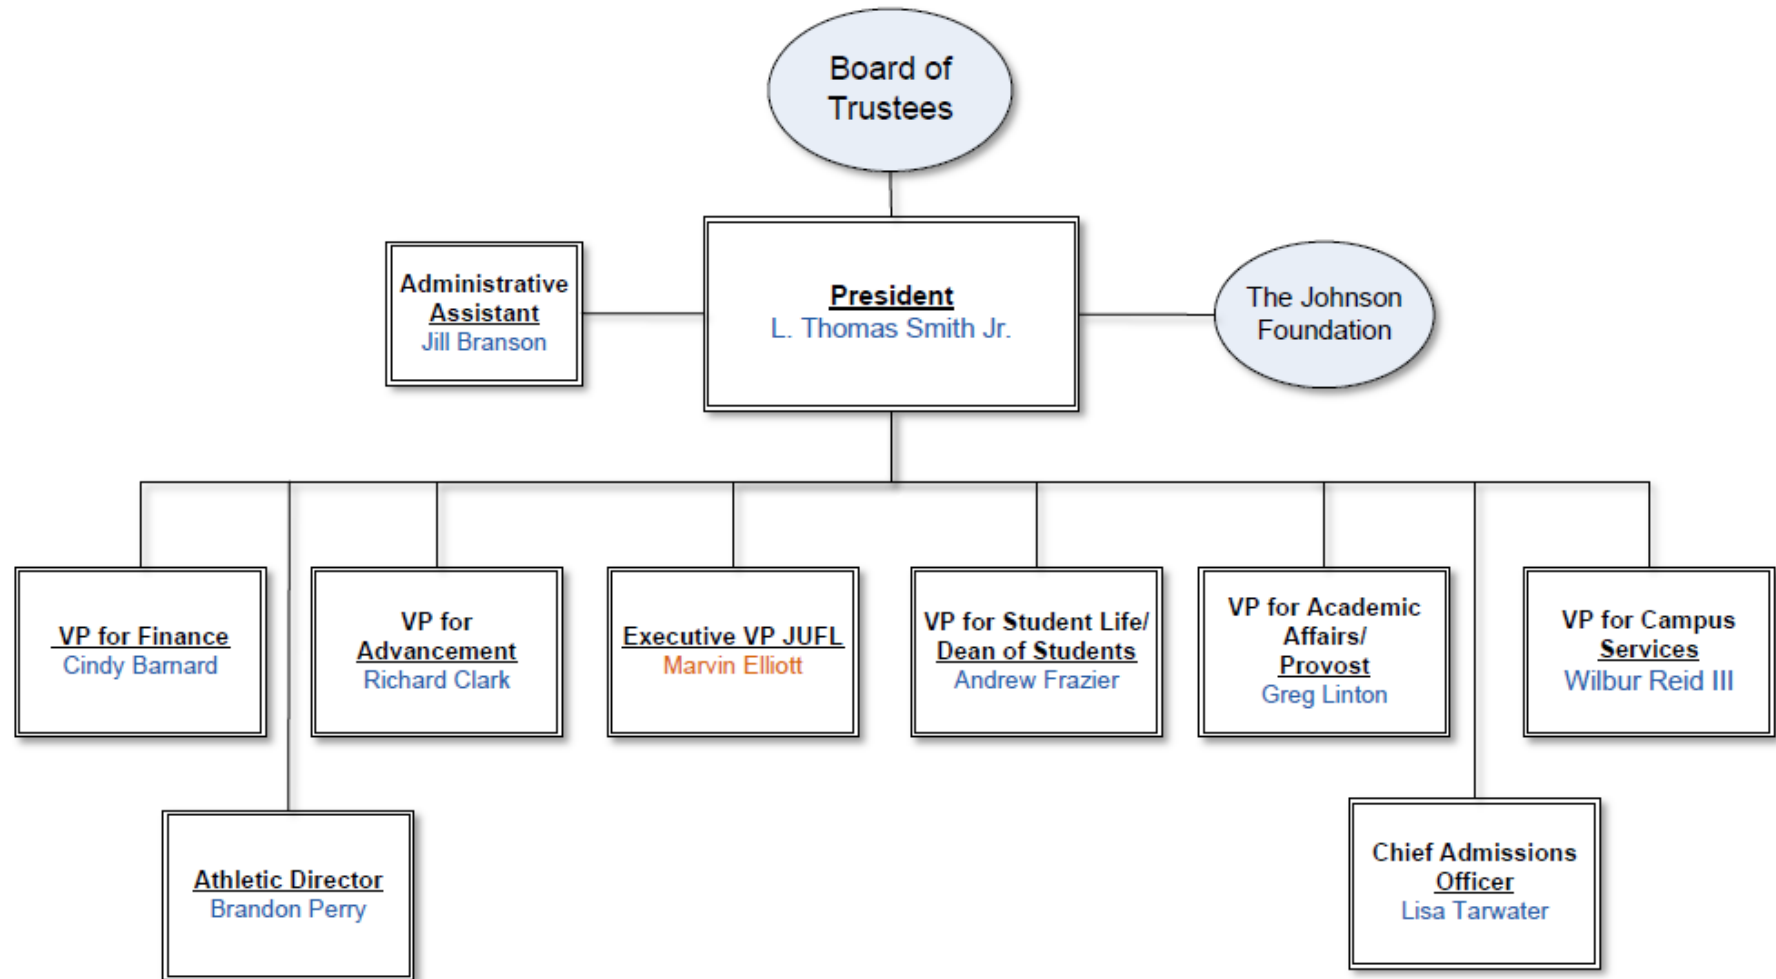 Board of
Trustees
Administrative
Assistant
Jill Branson
President
L. Thomas Smith Jr.
The Johnson
Foundation
VP for Finance
Cindy Barnard
VP for
Advancement
Richard Clark
Executive VP JUFL
Marvin Elliott
VP for Student Life/
Dean of Students
Andrew Frazier
VP for Academic
Affairs/
Provost
Greg Linton
VP for Campus
Services
Wilbur Reid III
Athletic Director
Brandon Perry
Chief Admissions
Officer
Lisa Tarwater